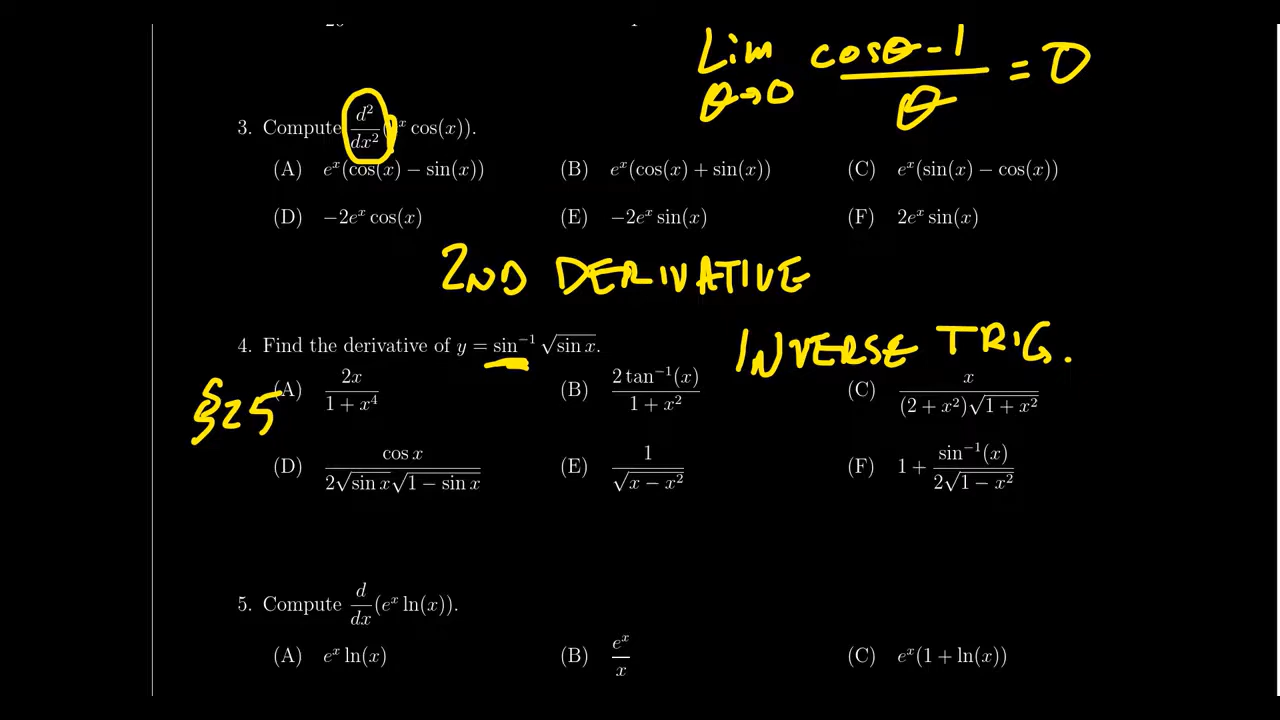 Lim cosθ-1 / θ = 0
θ→0
3. Compute d²/dx² (eˣ cos(x)).
(A) eˣ(cos(x) − sin(x)) (B) eˣ(cos(x) + sin(x)) (C) eˣ(sin(x) − cos(x))
(D) −2eˣ cos(x) (E) −2eˣ sin(x) (F) 2eˣ sin(x)
2ND DERIVATIVE
4. Find the derivative of y = sin⁻¹ √(sin x). INVERSE TRIG.
§25
(A) 2x/(1 + x⁴) (B) 2 tan⁻¹(x)/(1 + x²) (C) x/((2 + x²)√(1 + x²))
(D) cos x/(2√(sin x)√(1 − sin x)) (E) 1/√(x − x²) (F) 1 + sin⁻¹(x)/(2√(1 − x²))
5. Compute d/dx (eˣ ln(x)).
(A) eˣ ln(x) (B) eˣ/x (C) eˣ(1 + ln(x))